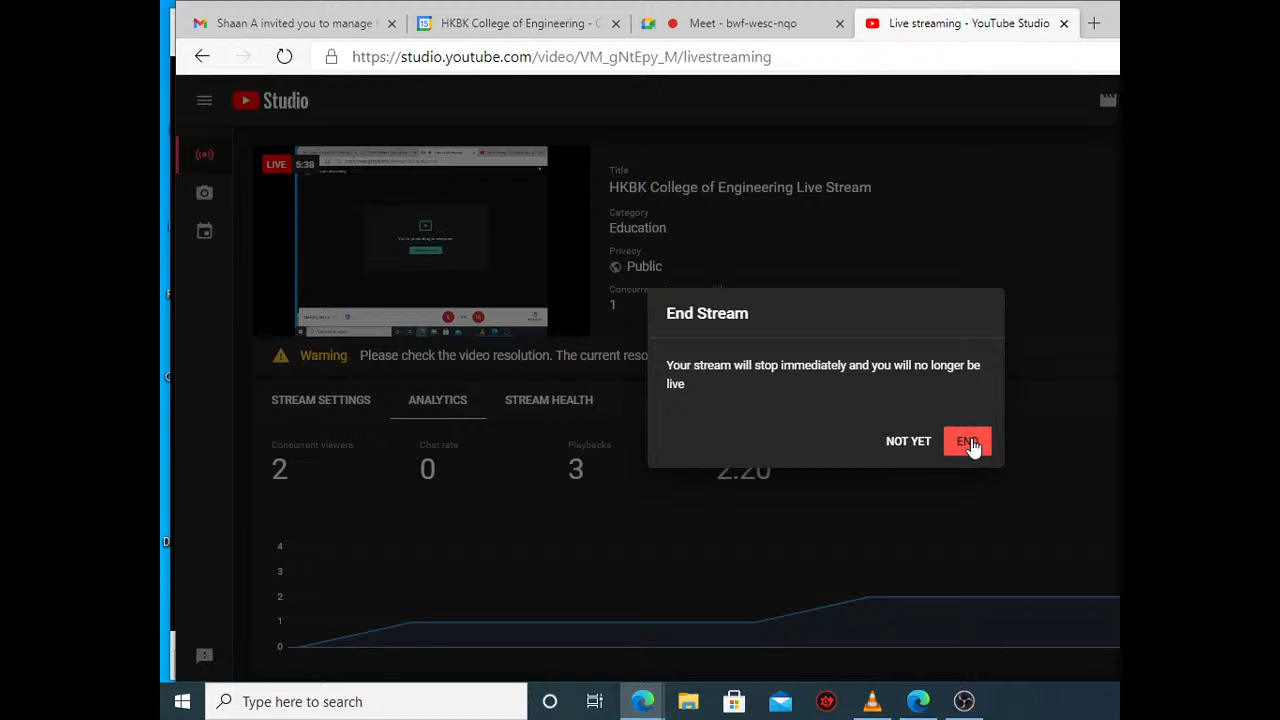 Shaan A invited you to manage
HKBK College of Engineering - C
Meet - bwf-wesc-nqo
Live streaming - YouTube Studio
https://studio.youtube.com/video/VM_gNtEpy_M/livestreaming
Studio
LIVE 5:38
Title
HKBK College of Engineering Live Stream
Category
Education
Privacy
Public
1
End Stream
Your stream will stop immediately and you will no longer be
live
NOT YET END
Warning Please check the video resolution. The current reso
STREAM SETTINGS ANALYTICS STREAM HEALTH
Concurrent viewers Chat rate Playbacks
2 0 3 2:20
4
3
2
1
0
Type here to search